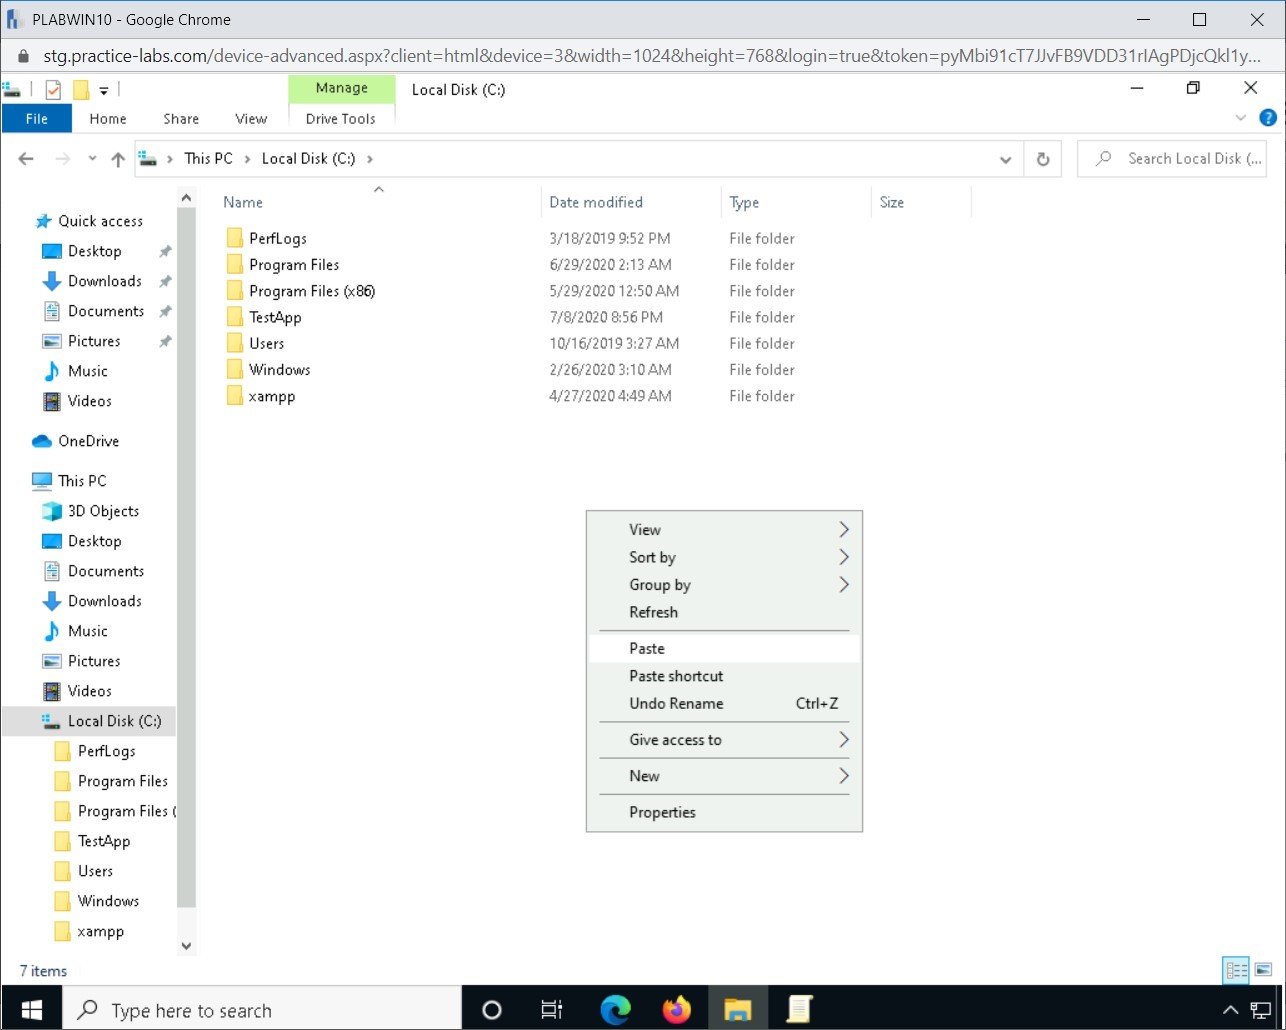 PLABWIN10 - Google Chrome
stg.practice-labs.com/device-advanced.aspx?client=html&device=3&width=1024&height=768&login=true&token=pyMbi91cT7JJvFB9VDD31rIAgPDjcQkl1y...
Manage
Local Disk (C:)
File
Home
Share
View
Drive Tools
?
This PC
Local Disk (C:)
Search Local Disk (...
Name
Date modified
Type
Size
PerfLogs 3/18/2019 9:52 PM File folder
Program Files 6/29/2020 2:13 AM File folder
Program Files (x86) 5/29/2020 12:50 AM File folder
TestApp 7/8/2020 8:56 PM File folder
Users 10/16/2019 3:27 AM File folder
Windows 2/26/2020 3:10 AM File folder
xampp 4/27/2020 4:49 AM File folder
Quick access
Desktop
Downloads
Documents
Pictures
Music
Videos
OneDrive
This PC
3D Objects
Desktop
Documents
Downloads
Music
Pictures
Videos
Local Disk (C:)
PerfLogs
Program Files
Program Files (
TestApp
Users
Windows
xampp
View
Sort by
Group by
Refresh
Paste
Paste shortcut
Undo Rename Ctrl+Z
Give access to
New
Properties
7 items
Type here to search